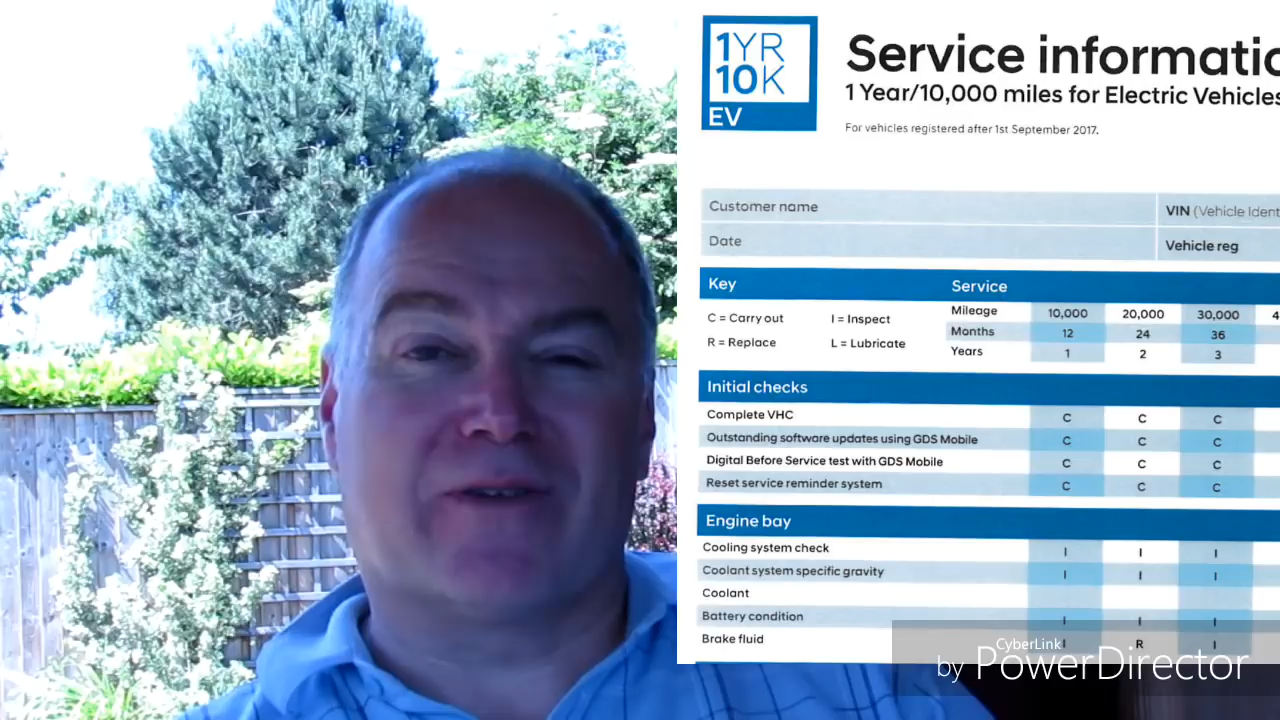 1YR
10K
EV
Service informatio
1 Year/10,000 miles for Electric Vehicles
For vehicles registered after 1st September 2017.
Customer name
VIN (Vehicle Ident
Date
Vehicle reg
Key
Service
C = Carry out I = Inspect
R = Replace L = Lubricate
Mileage 10,000 20,000 30,000 4
Months 12 24 36
Years 1 2 3
Initial checks
Complete VHC C C C
Outstanding software updates using GDS Mobile C C C
Digital Before Service test with GDS Mobile C C C
Reset service reminder system C C C
Engine bay
Cooling system check I I I
Coolant system specific gravity I I I
Coolant
Battery condition I I I
Brake fluid I R I
CyberLink
by PowerDirector